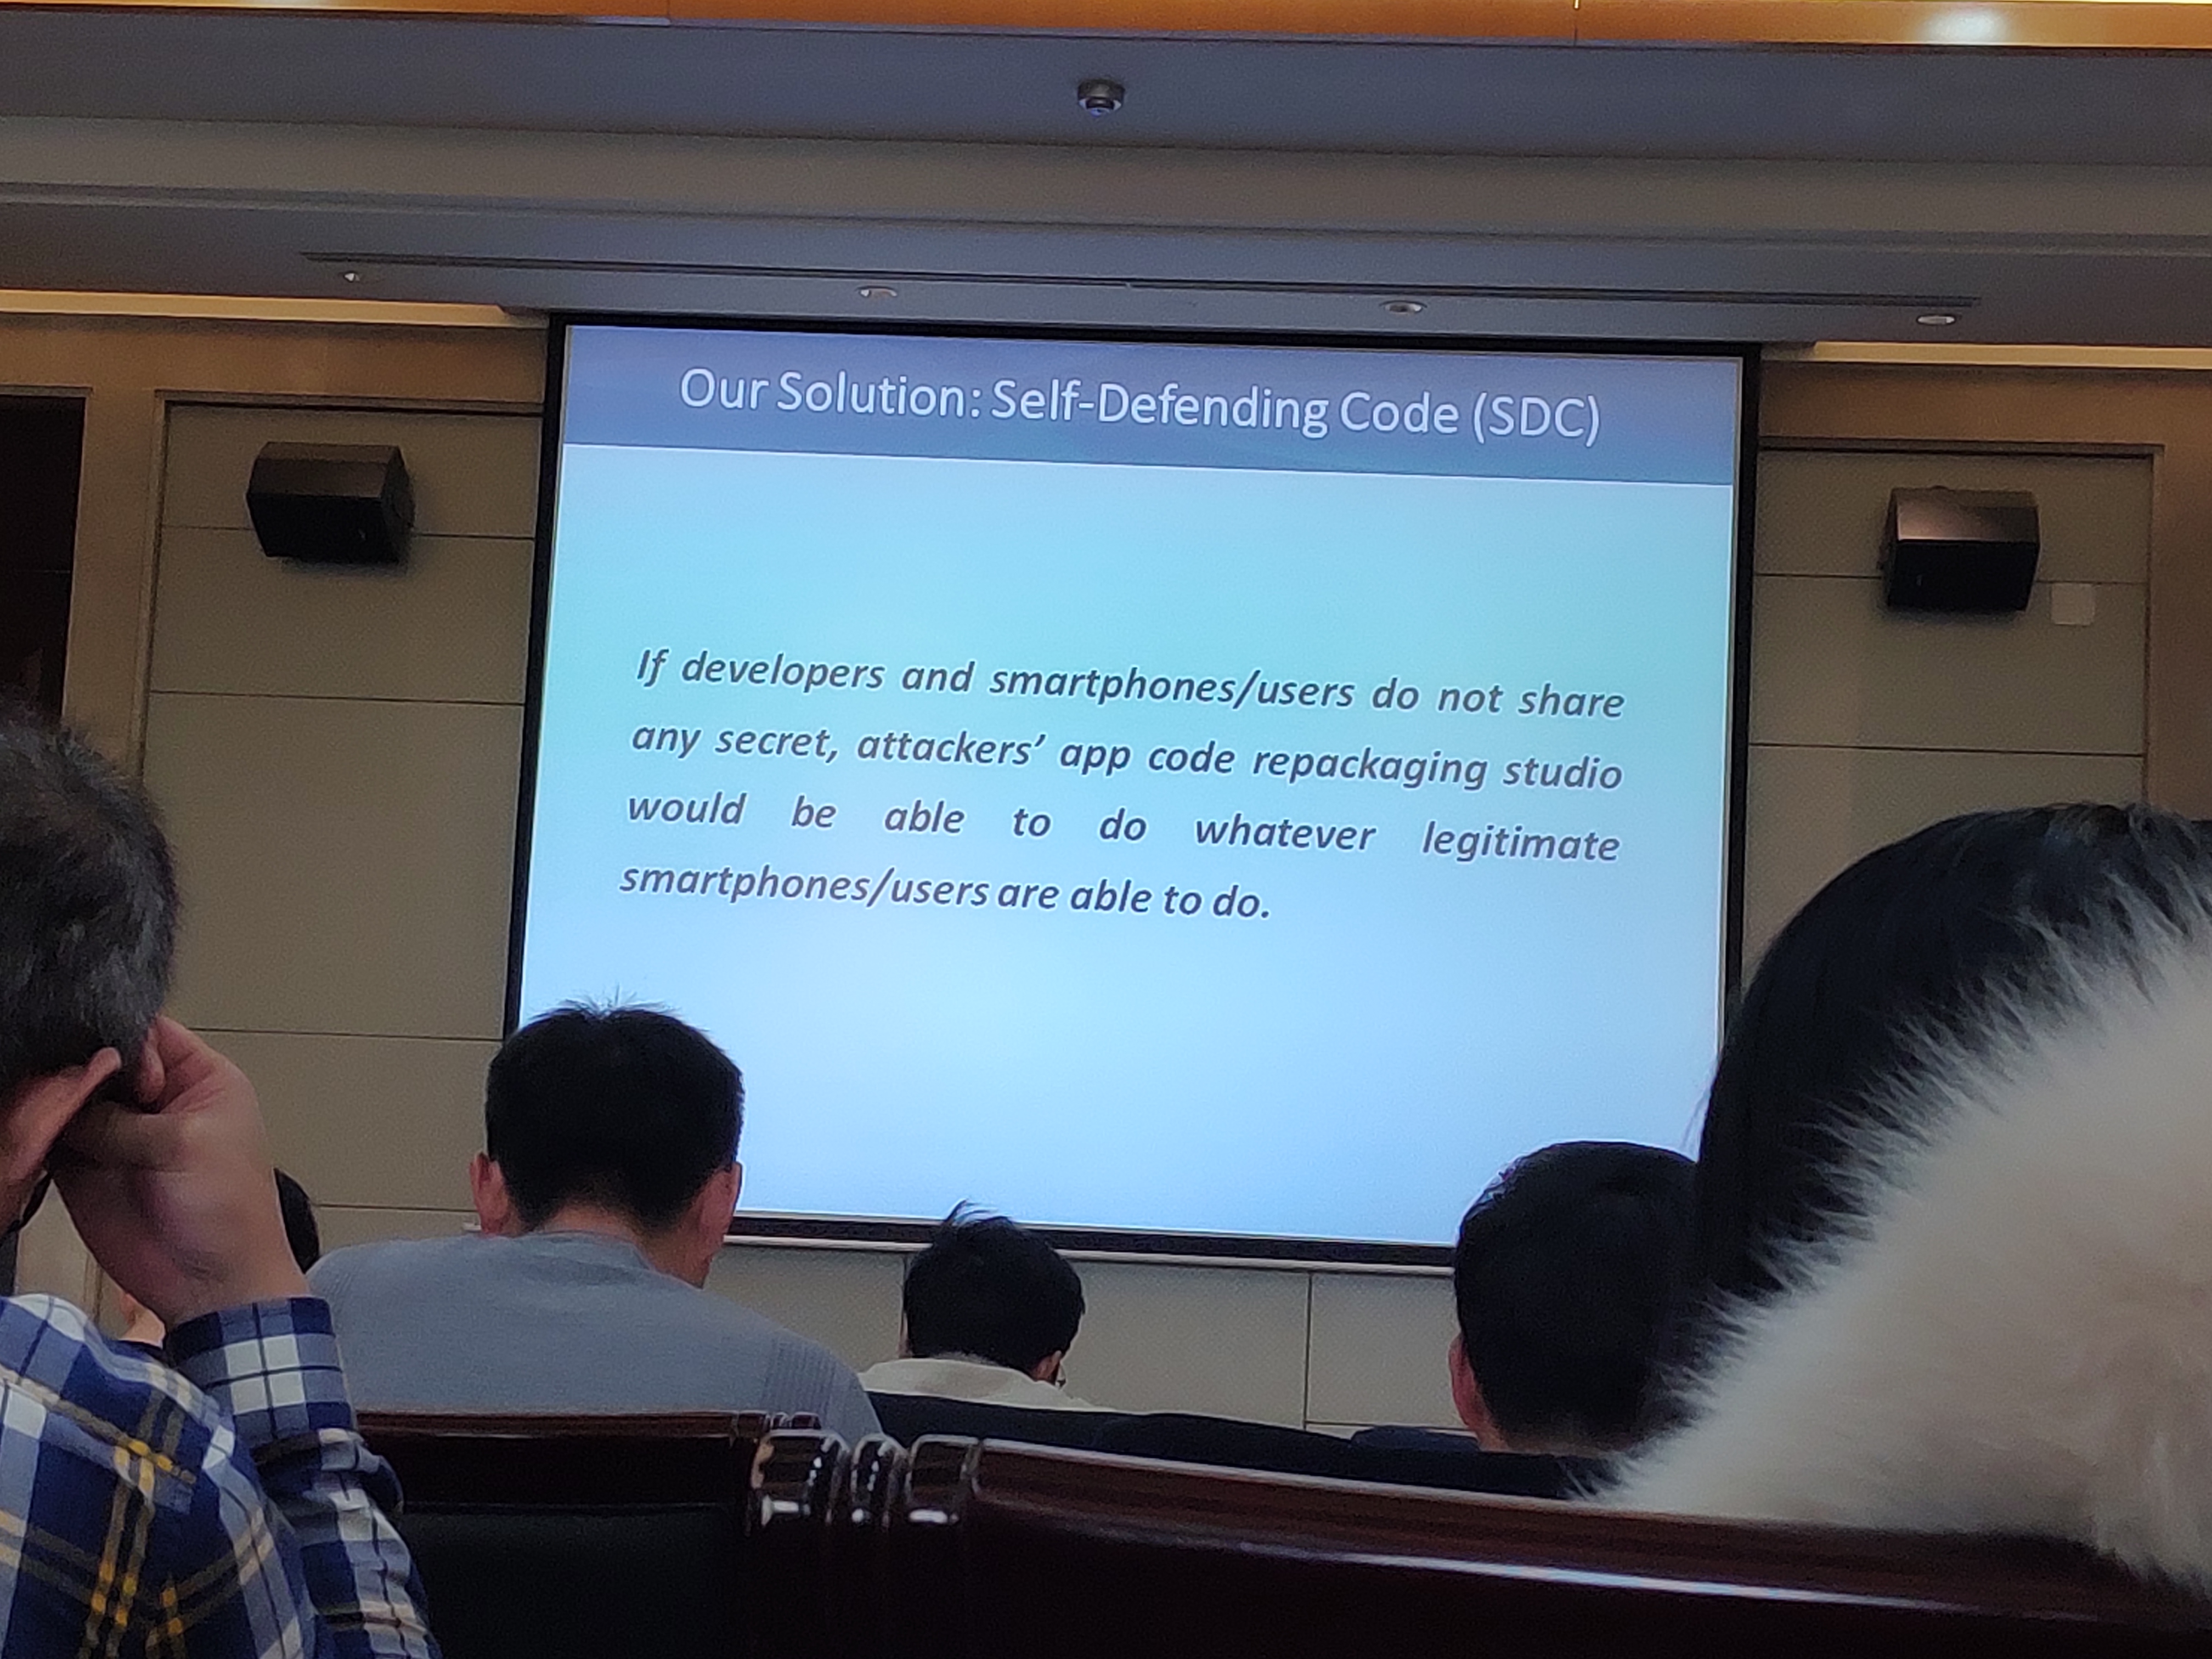 Our Solution: Self-Defending Code (SDC)
If developers and smartphones/users do not share
any secret, attackers’ app code repackaging studio
would be able to do whatever legitimate
smartphones/users are able to do.